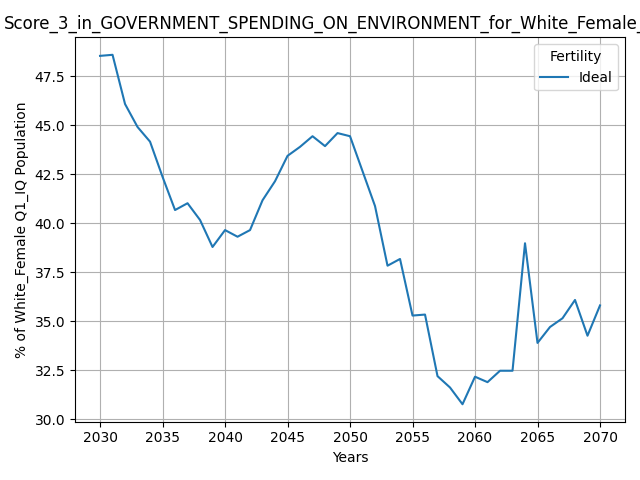 Score_3_in_GOVERNMENT_SPENDING_ON_ENVIRONMENT_for_White_Female_
Fertility
Ideal
47.5
45.0
42.5
40.0
37.5
35.0
32.5
30.0
% of White_Female Q1_IQ Population
2030 2035 2040 2045 2050 2055 2060 2065 2070
Years